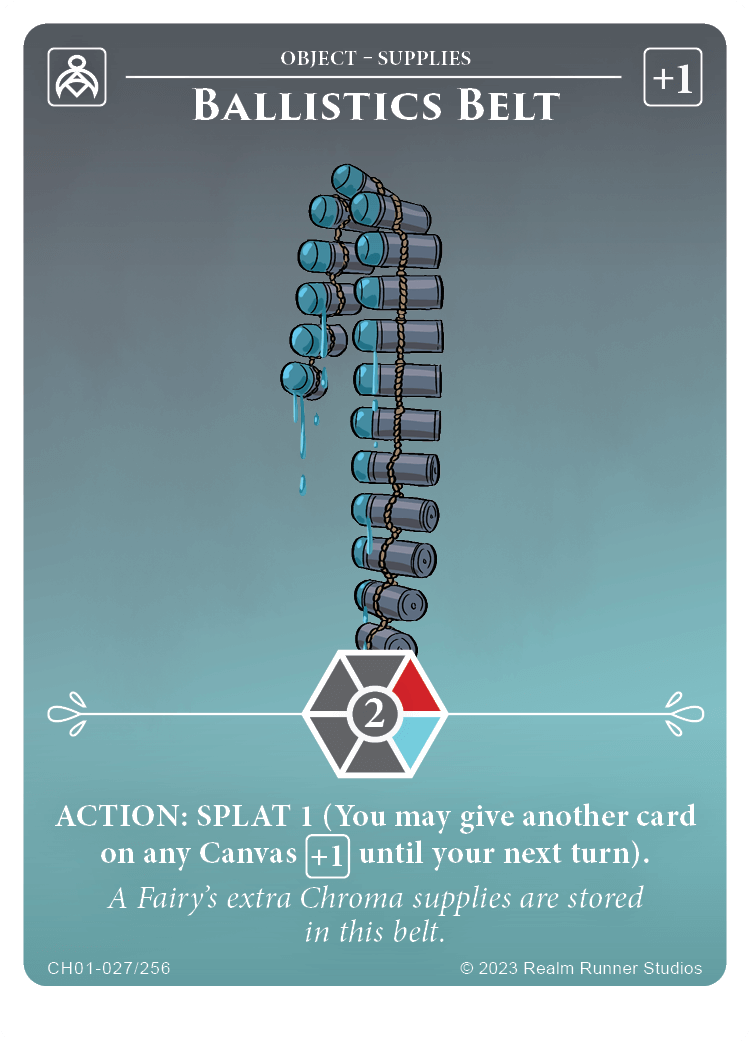 OBJECT – SUPPLIES
+1
BALLISTICS BELT
2
ACTION: SPLAT 1 (You may give another card
on any Canvas +1 until your next turn).
A Fairy's extra Chroma supplies are stored
in this belt.
CH01-027/256
© 2023 Realm Runner Studios